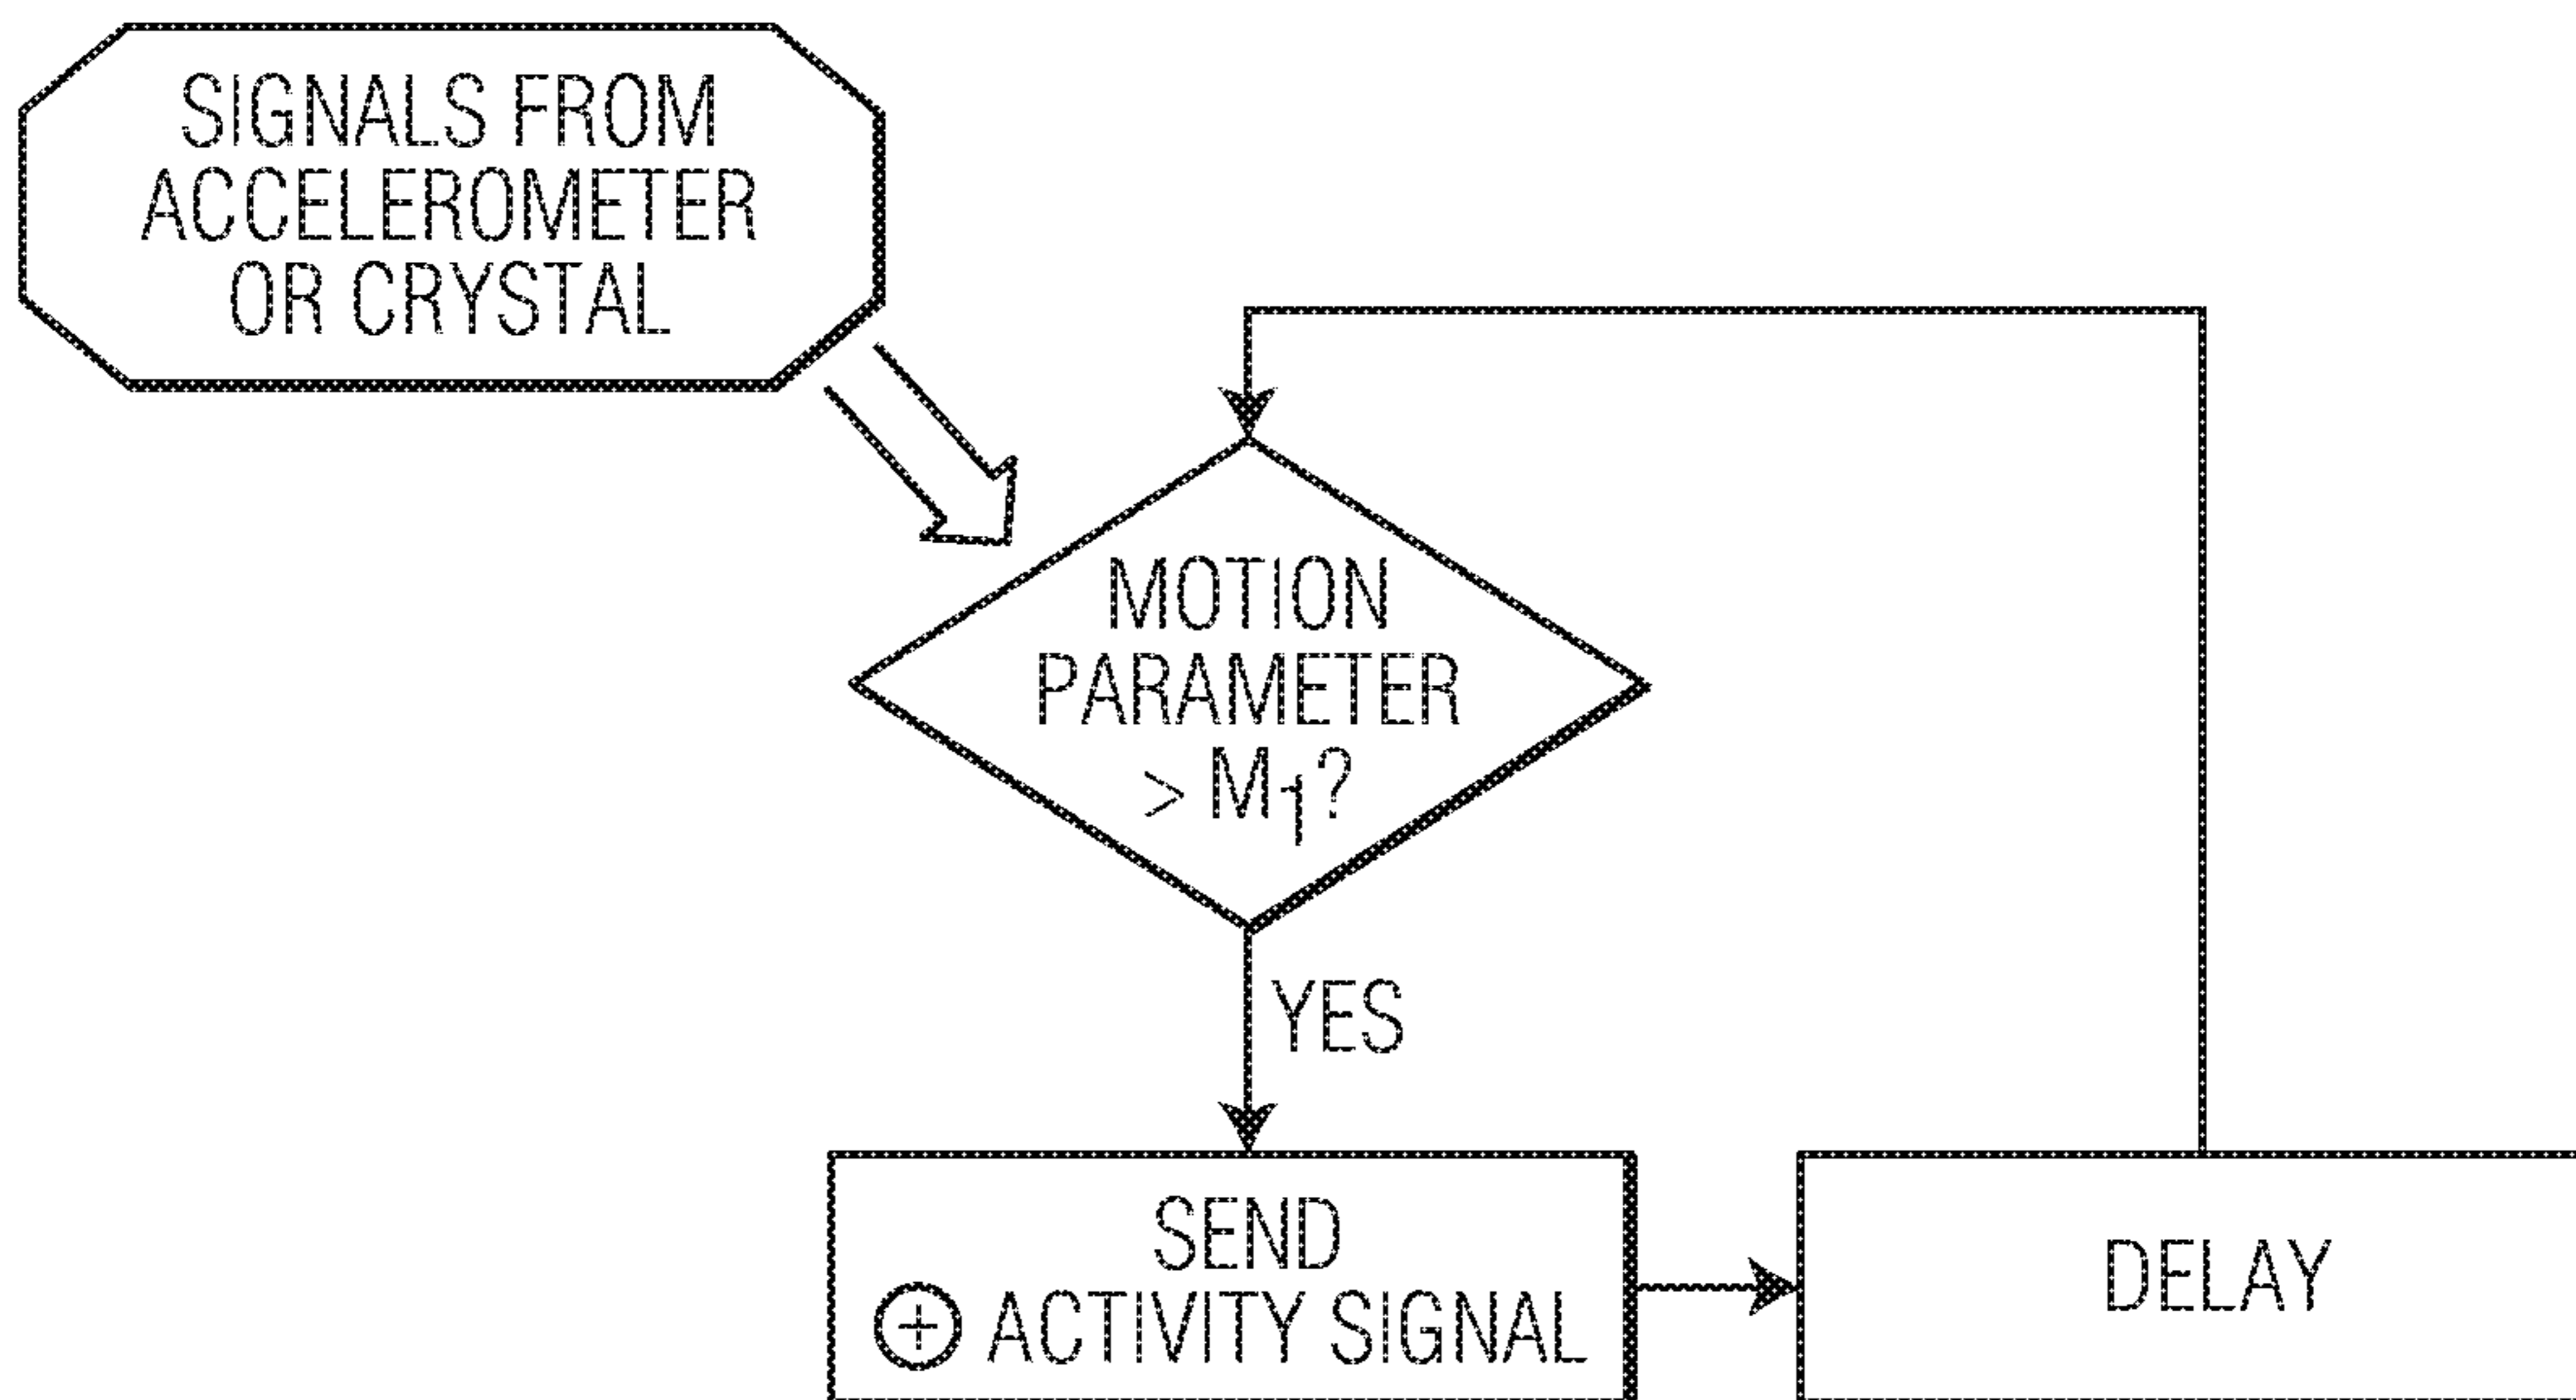 SIGNALS FROM
ACCELEROMETER
OR CRYSTAL
MOTION
PARAMETER
> M₁?
YES
SEND
⊕ ACTIVITY SIGNAL
DELAY